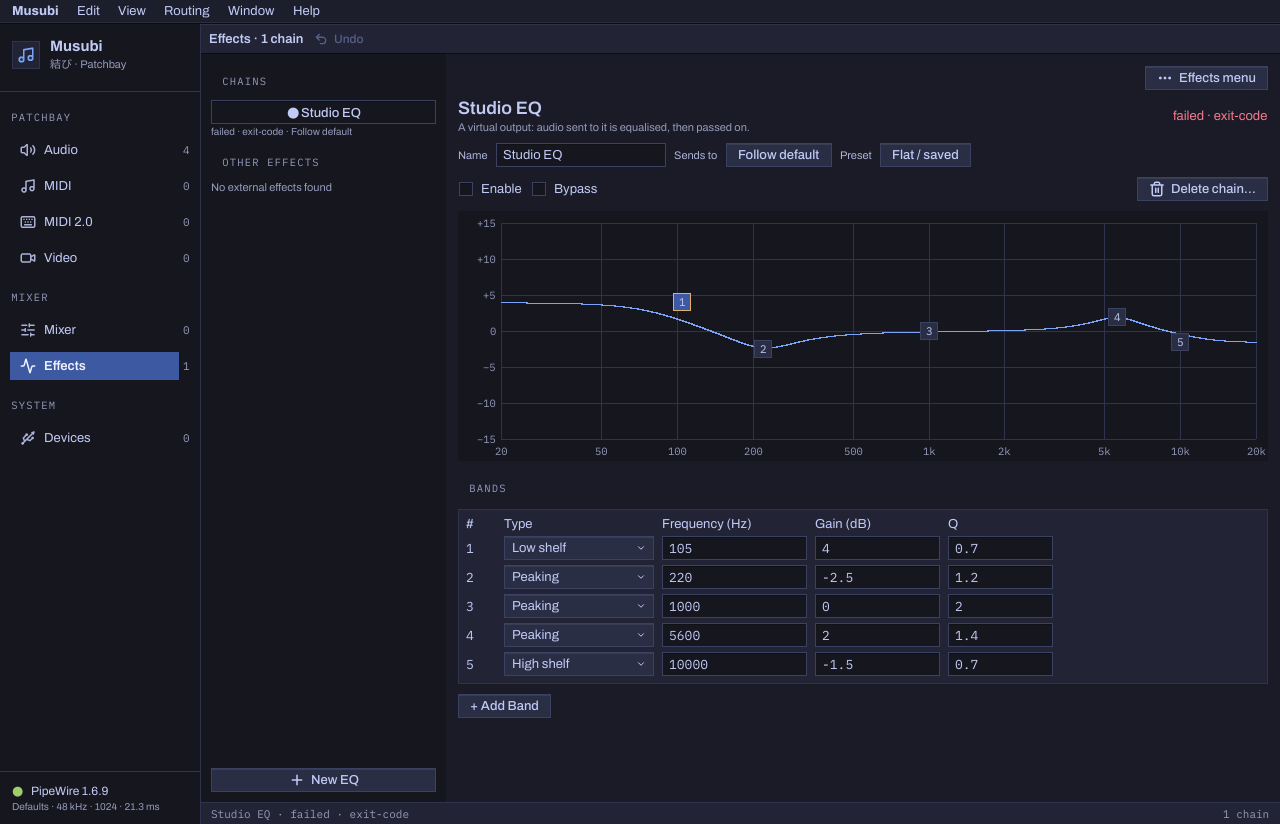 Musubi Edit View Routing Window Help
Musubi
結び · Patchbay
PATCHBAY
Audio 4
MIDI 0
MIDI 2.0 0
Video 0
MIXER
Mixer 0
Effects 1
SYSTEM
Devices 0
PipeWire 1.6.9
Defaults · 48 kHz · 1024 · 21.3 ms
Effects · 1 chain Undo
CHAINS
Studio EQ
failed · exit-code · Follow default
OTHER EFFECTS
No external effects found
New EQ
Effects menu
Studio EQ
failed · exit-code
A virtual output: audio sent to it is equalised, then passed on.
Name Studio EQ Sends to Follow default Preset Flat / saved
Enable Bypass Delete chain...
+15
+10
+5
0
−5
−10
−15
1
2
3
4
5
20 50 100 200 500 1k 2k 5k 10k 20k
BANDS
# Type Frequency (Hz) Gain (dB) Q
1 Low shelf 105 4 0.7
2 Peaking 220 -2.5 1.2
3 Peaking 1000 0 2
4 Peaking 5600 2 1.4
5 High shelf 10000 -1.5 0.7
+ Add Band
Studio EQ · failed · exit-code 1 chain